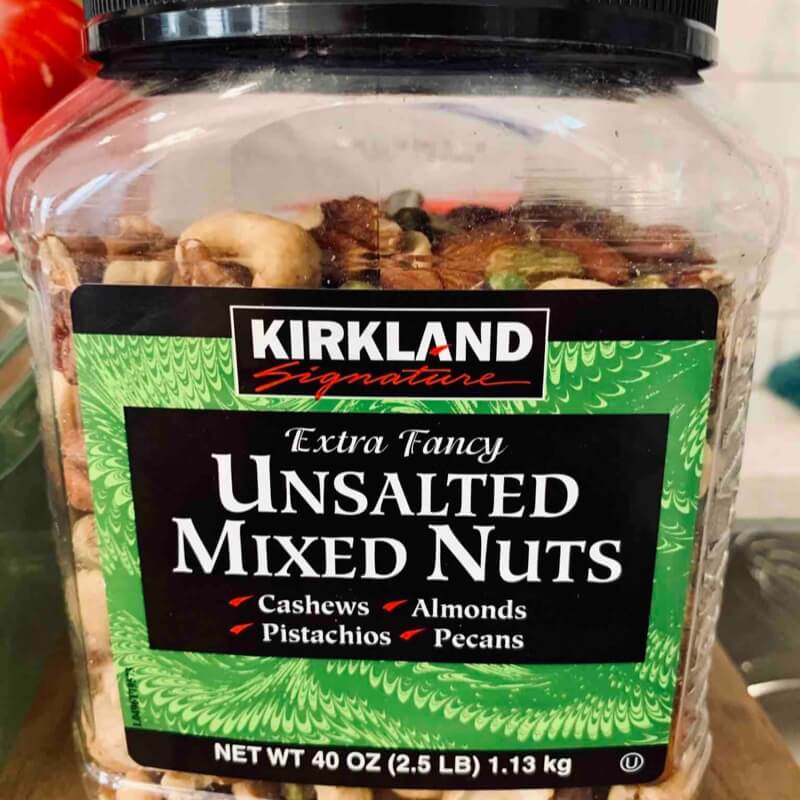 KIRKLAND
Signature
Extra Fancy
UNSALTED
MIXED NUTS
Cashews Almonds
Pistachios Pecans
NET WT 40 OZ (2.5 LB) 1.13 kg
U